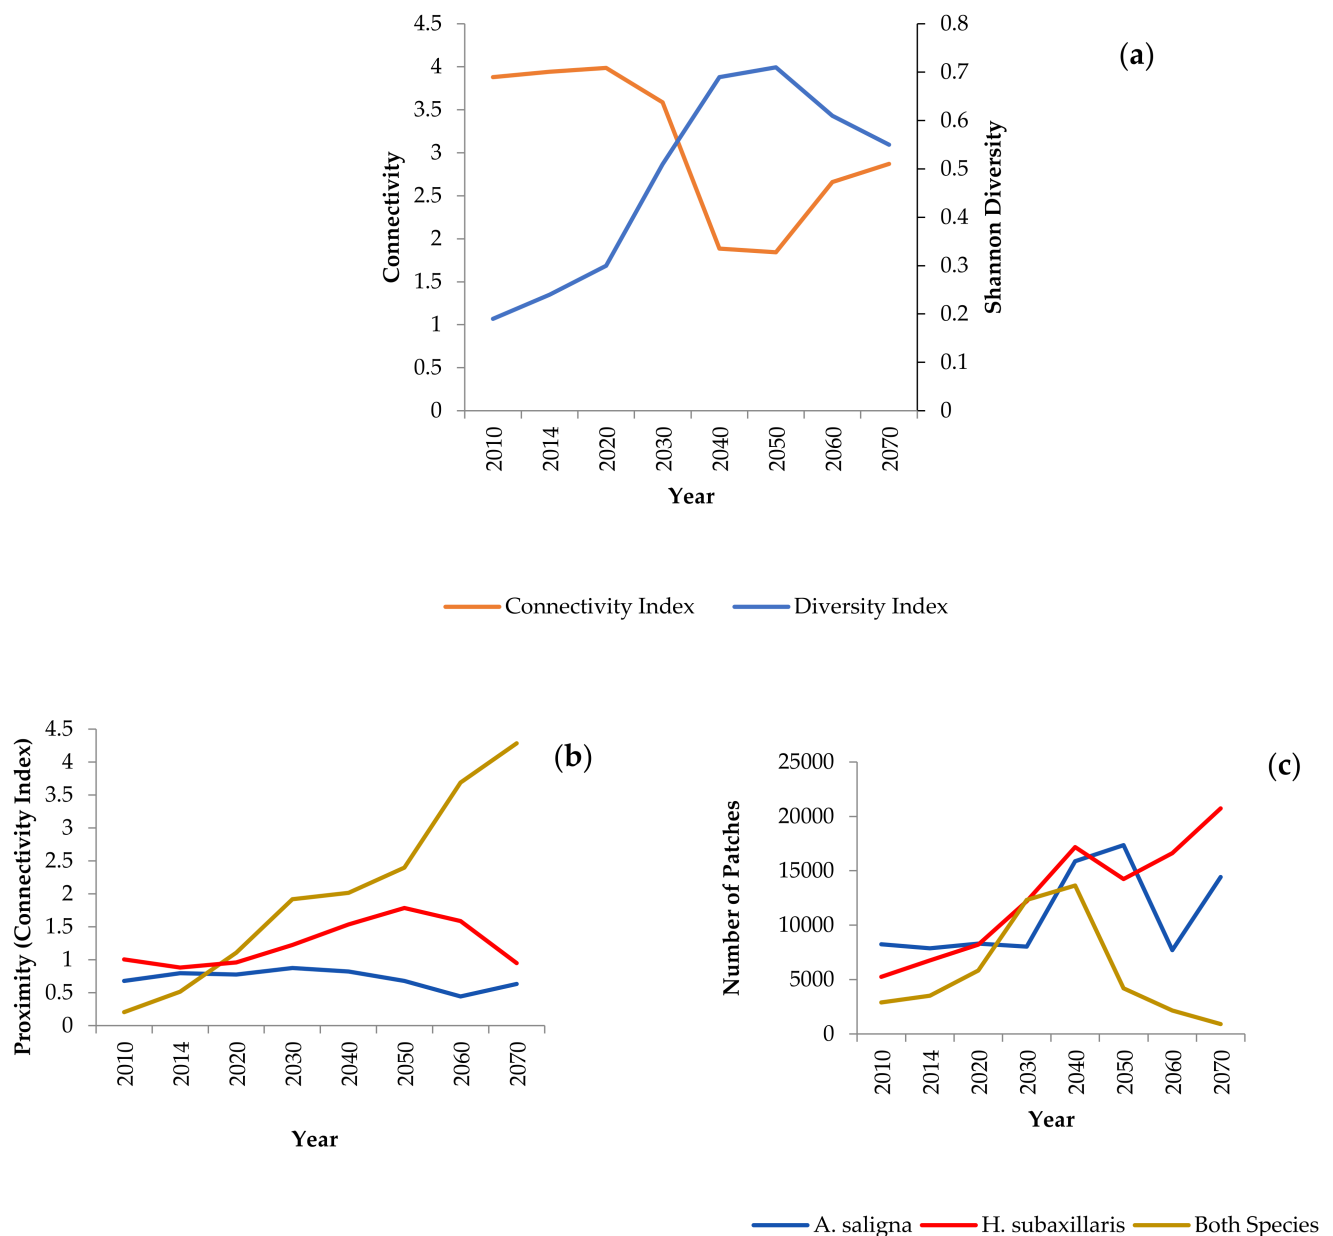 (a)
4.5
4
3.5
3
2.5
2
1.5
1
0.5
0
Connectivity
0.8
0.7
0.6
0.5
0.4
0.3
0.2
0.1
0
Shannon Diversity
2010 2014 2020 2030 2040 2050 2060 2070
Year
Connectivity Index Diversity Index
(b)
Proximity (Connectivity Index)
4.5
4
3.5
3
2.5
2
1.5
1
0.5
0
2010 2014 2020 2030 2040 2050 2060 2070
Year
(c)
Number of Patches
25000
20000
15000
10000
5000
0
2010 2014 2020 2030 2040 2050 2060 2070
Year
A. saligna H. subaxillaris Both Species